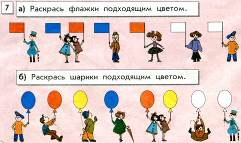 7 а) Раскрась флажки подходящим цветом.
б) Раскрась шарики подходящим цветом.